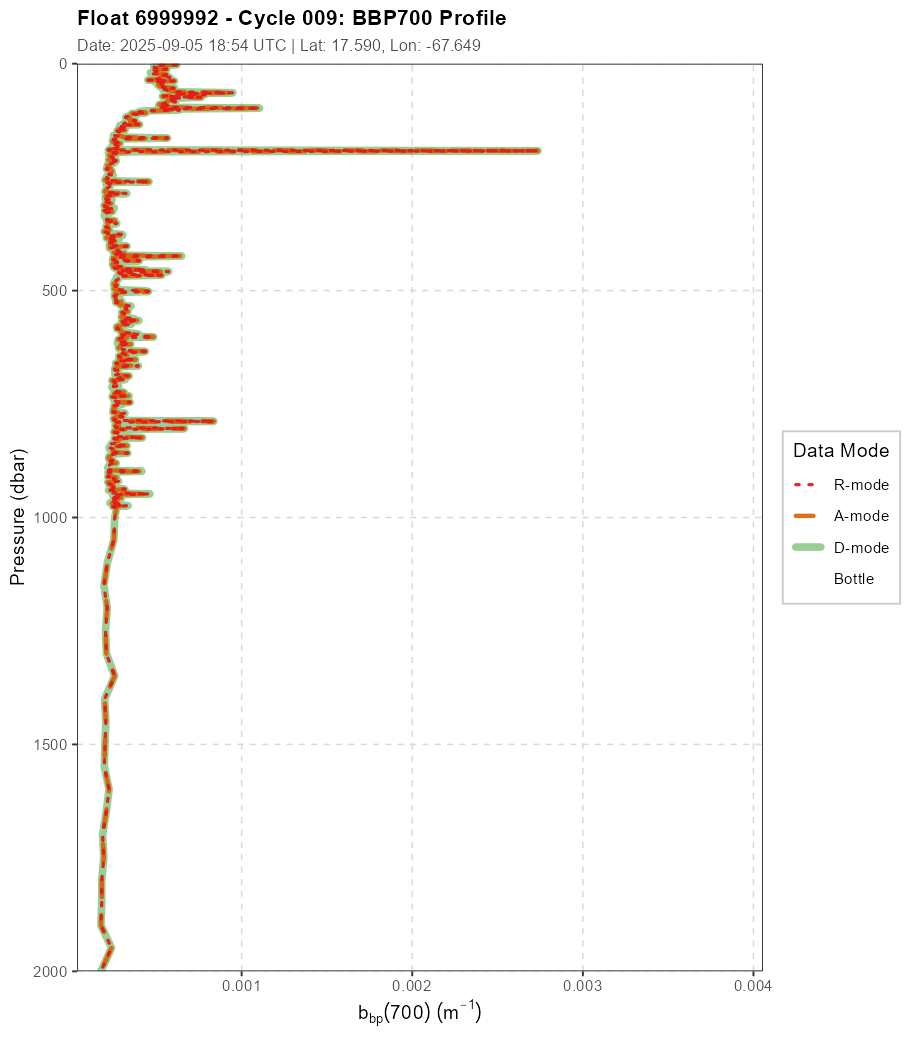 Float 6999992 - Cycle 009: BBP700 Profile
Date: 2025-09-05 18:54 UTC | Lat: 17.590, Lon: -67.649
0
500
1000
1500
2000
Pressure (dbar)
0.001
0.002
0.003
0.004
b_bp(700) (m⁻¹)
Data Mode
R-mode
A-mode
D-mode
Bottle